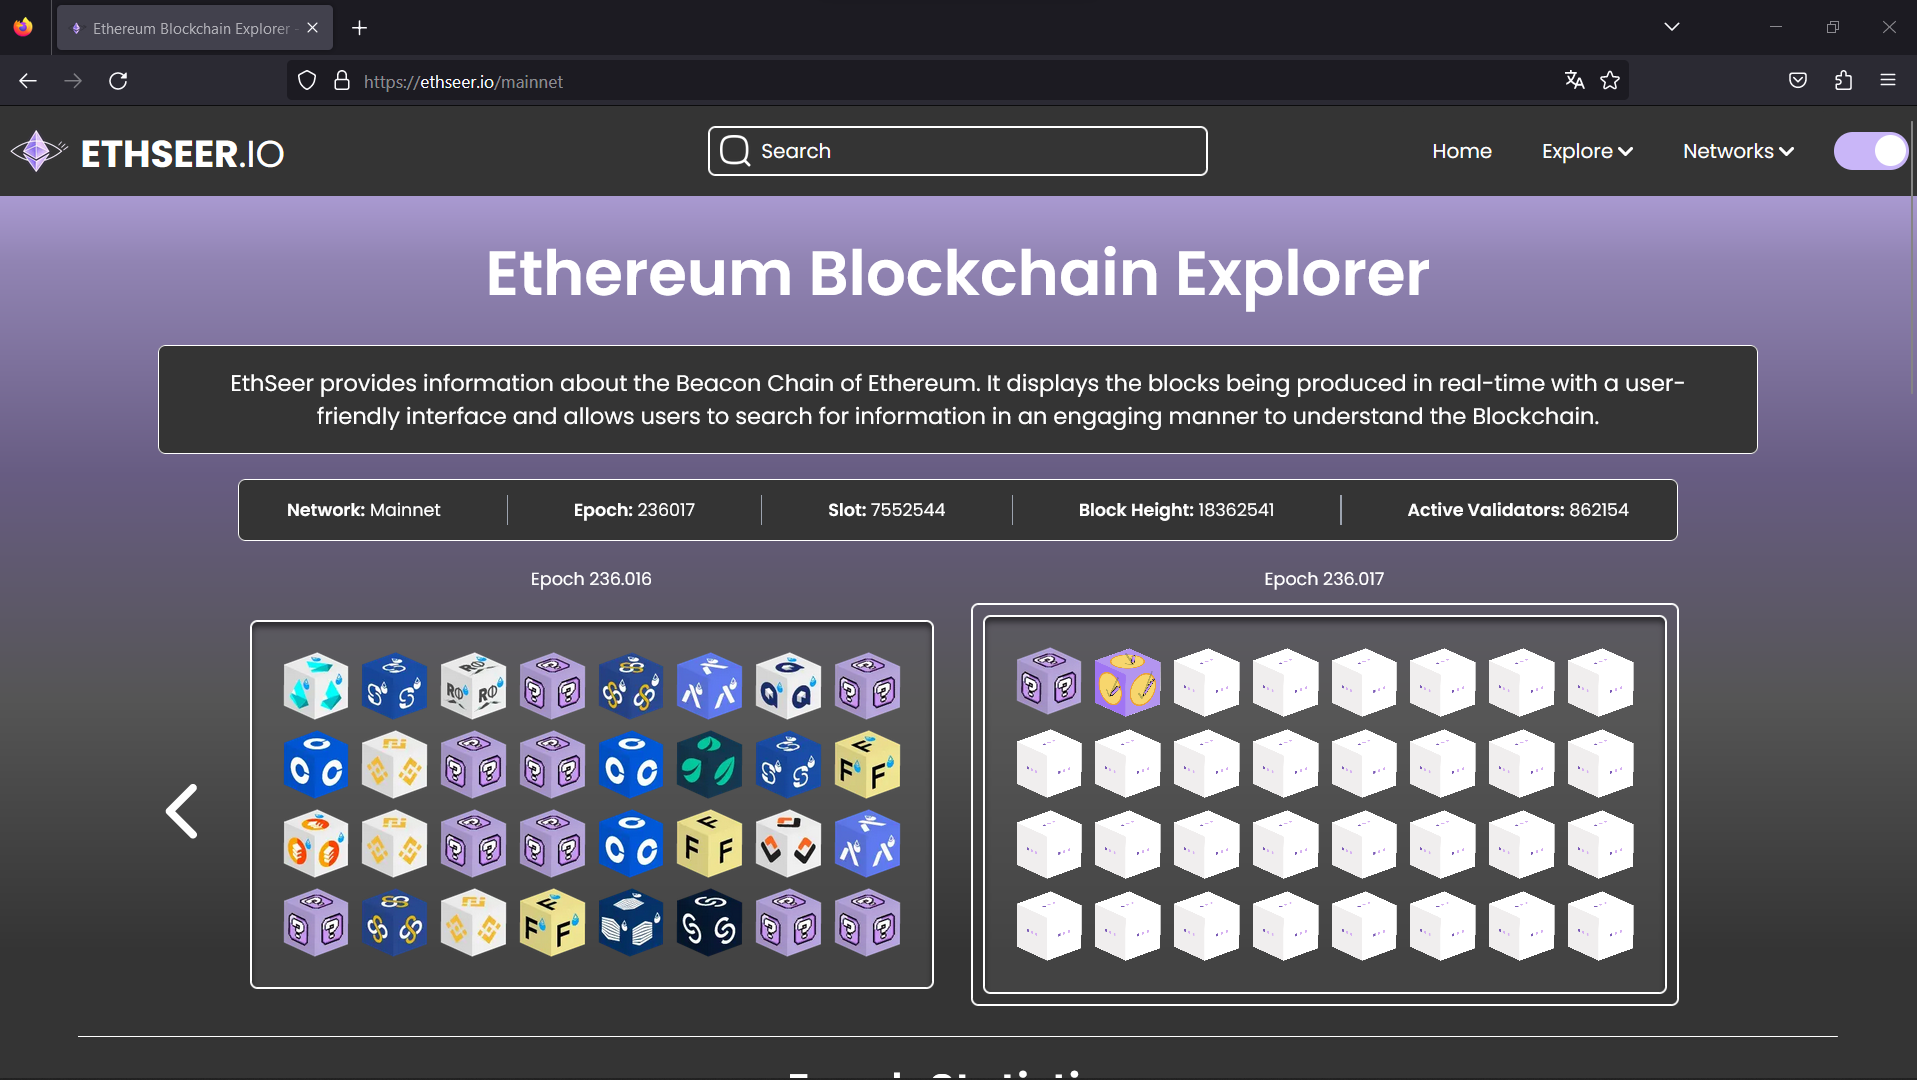 Ethereum Blockchain Explorer -
https://ethseer.io/mainnet
ETHSEER.IO
Search
Home
Explore
Networks
Ethereum Blockchain Explorer
EthSeer provides information about the Beacon Chain of Ethereum. It displays the blocks being produced in real-time with a user-
friendly interface and allows users to search for information in an engaging manner to understand the Blockchain.
Network: Mainnet
Epoch: 236017
Slot: 7552544
Block Height: 18362541
Active Validators: 862154
Epoch 236.016
Epoch 236.017